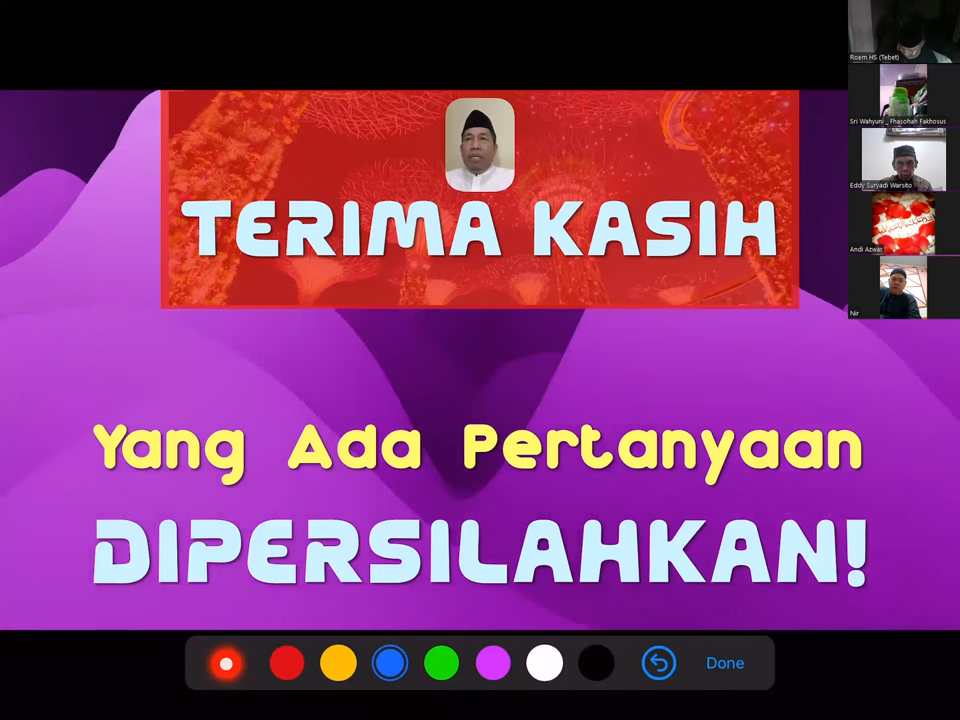 TERIMA KASIH
Yang Ada Pertanyaan
DIPERSILAHKAN!
Roem HS (Tebet)
Sri Wahyuni _ Fhasohah Fakhosus
Eddy Suryadi Warsito
Andi Azwar
Nir
Done